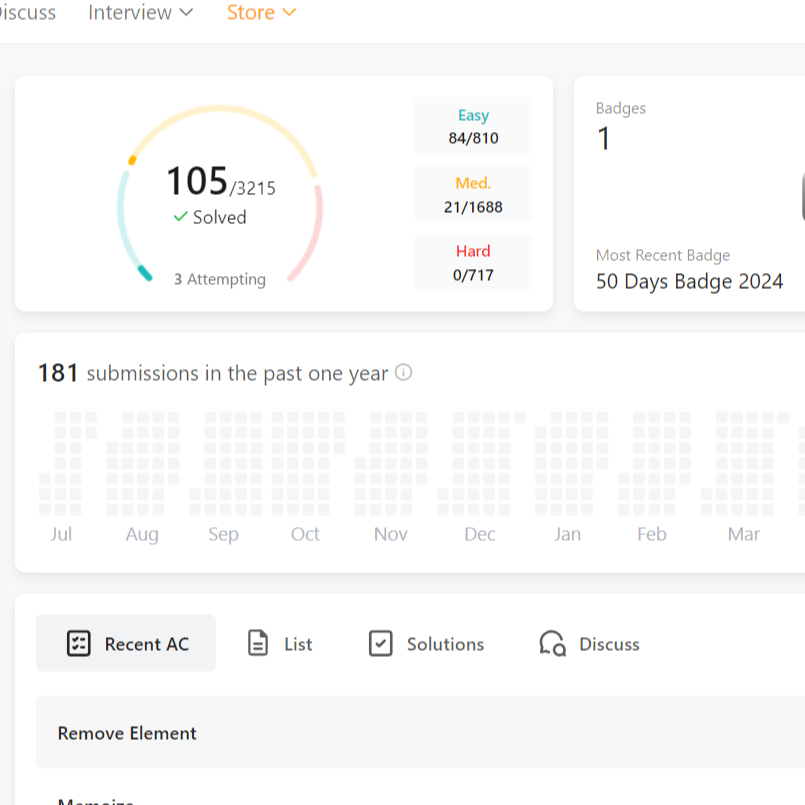 Discuss Interview Store
Easy
84/810
105/3215
Solved
Med.
21/1688
3 Attempting
Hard
0/717
Badges
1
Most Recent Badge
50 Days Badge 2024
181 submissions in the past one year
Jul Aug Sep Oct Nov Dec Jan Feb Mar
Recent AC List Solutions Discuss
Remove Element
Memoize